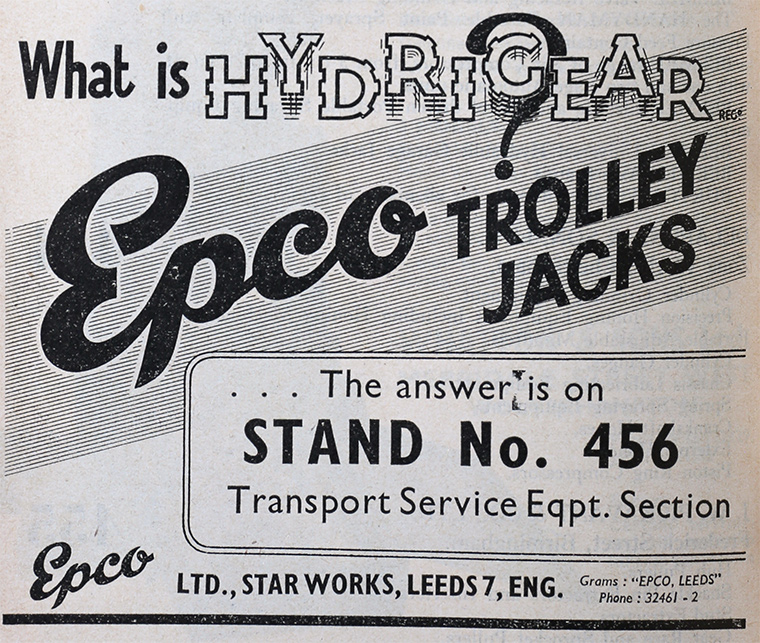 What is HYDRIGEAR? REGD
Epco TROLLEY
JACKS
. . . The answer is on
STAND No. 456
Transport Service Eqpt. Section
Epco LTD., STAR WORKS, LEEDS 7, ENG. Grams : "EPCO, LEEDS"
Phone : 32461 - 2